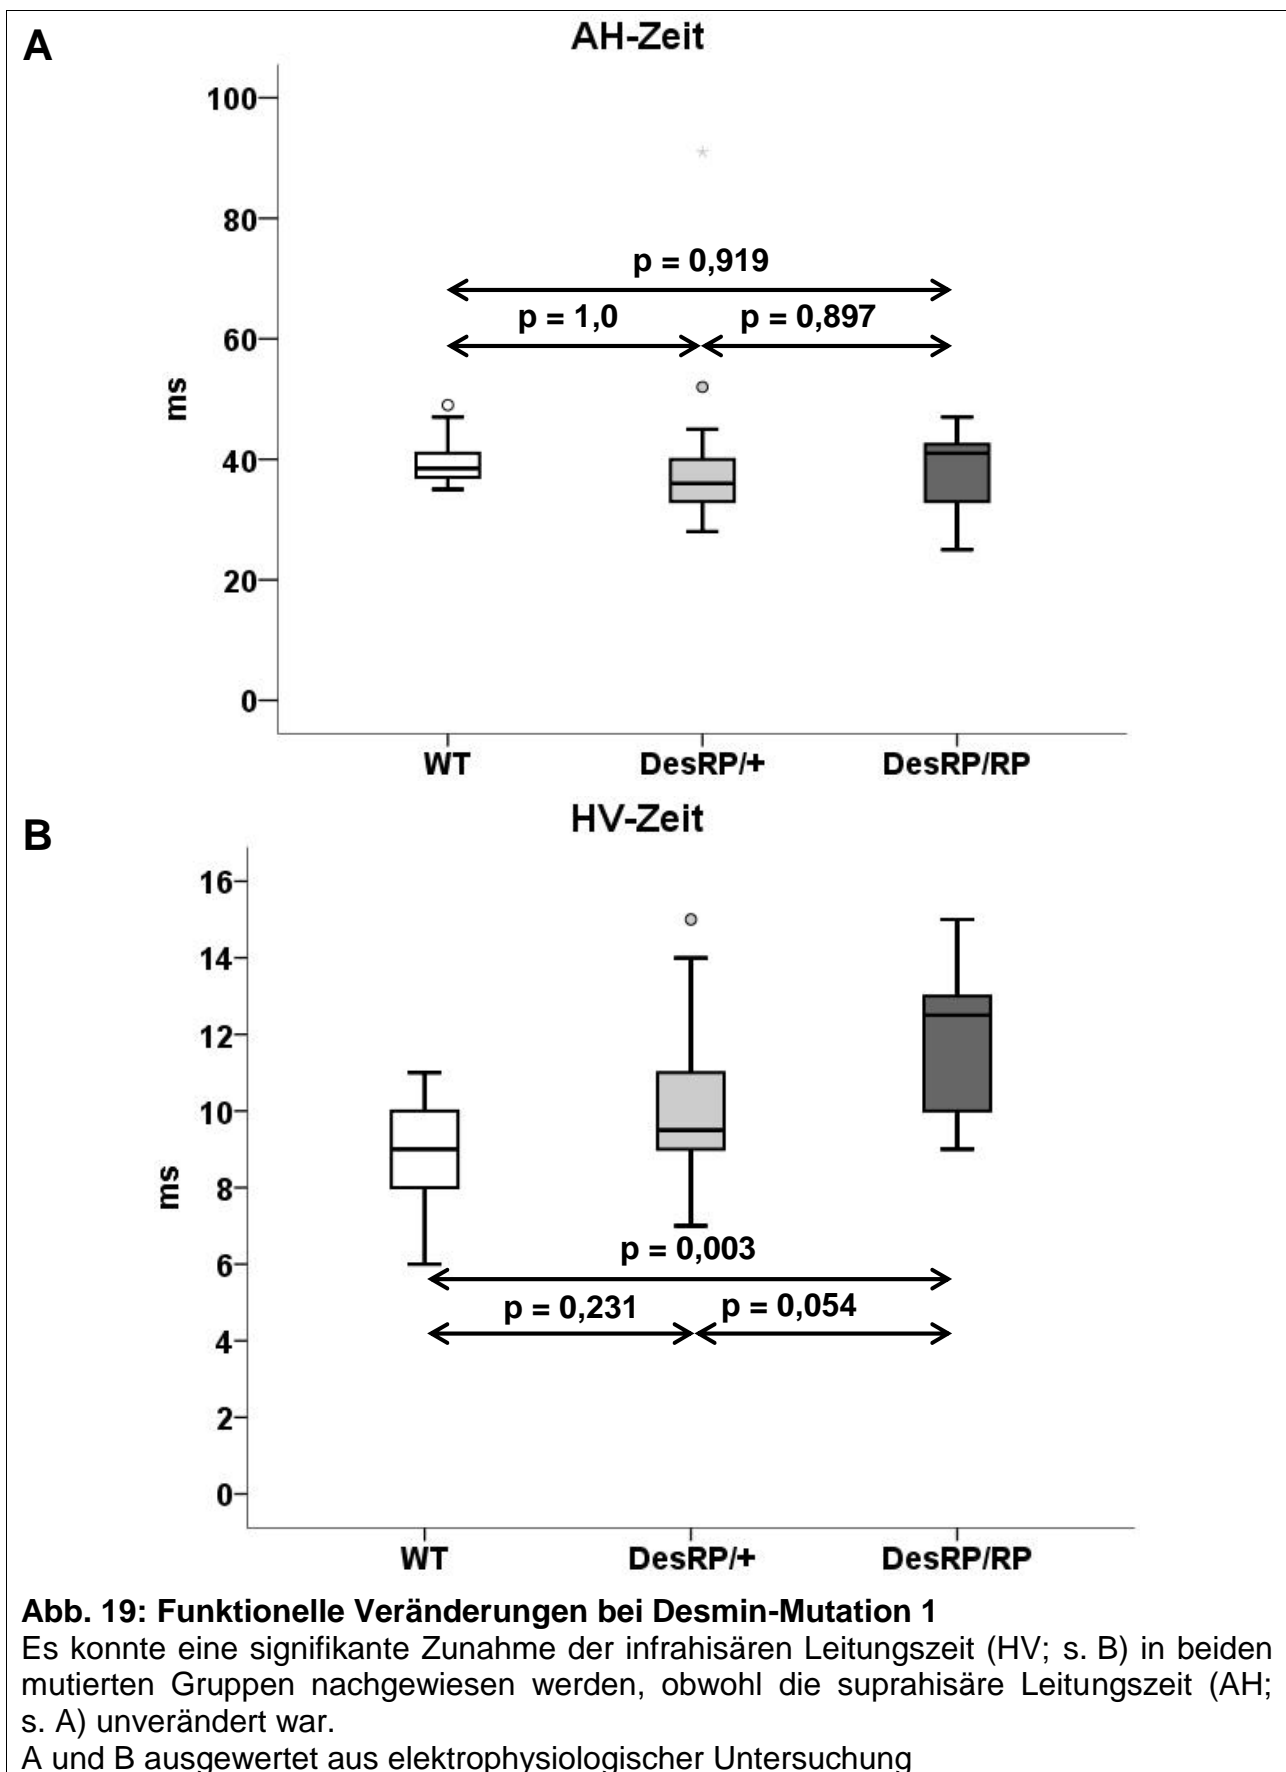 A
AH-Zeit
100
80
60
40
20
0
ms
p = 0,919
p = 1,0
p = 0,897
WT
DesRP/+
DesRP/RP
B
HV-Zeit
16
14
12
10
8
6
4
2
0
ms
p = 0,003
p = 0,231
p = 0,054
WT
DesRP/+
DesRP/RP
Abb. 19: Funktionelle Veränderungen bei Desmin-Mutation 1
Es konnte eine signifikante Zunahme der infrahisären Leitungszeit (HV; s. B) in beiden
mutierten Gruppen nachgewiesen werden, obwohl die suprahisäre Leitungszeit (AH;
s. A) unverändert war.
A und B ausgewertet aus elektrophysiologischer Untersuchung